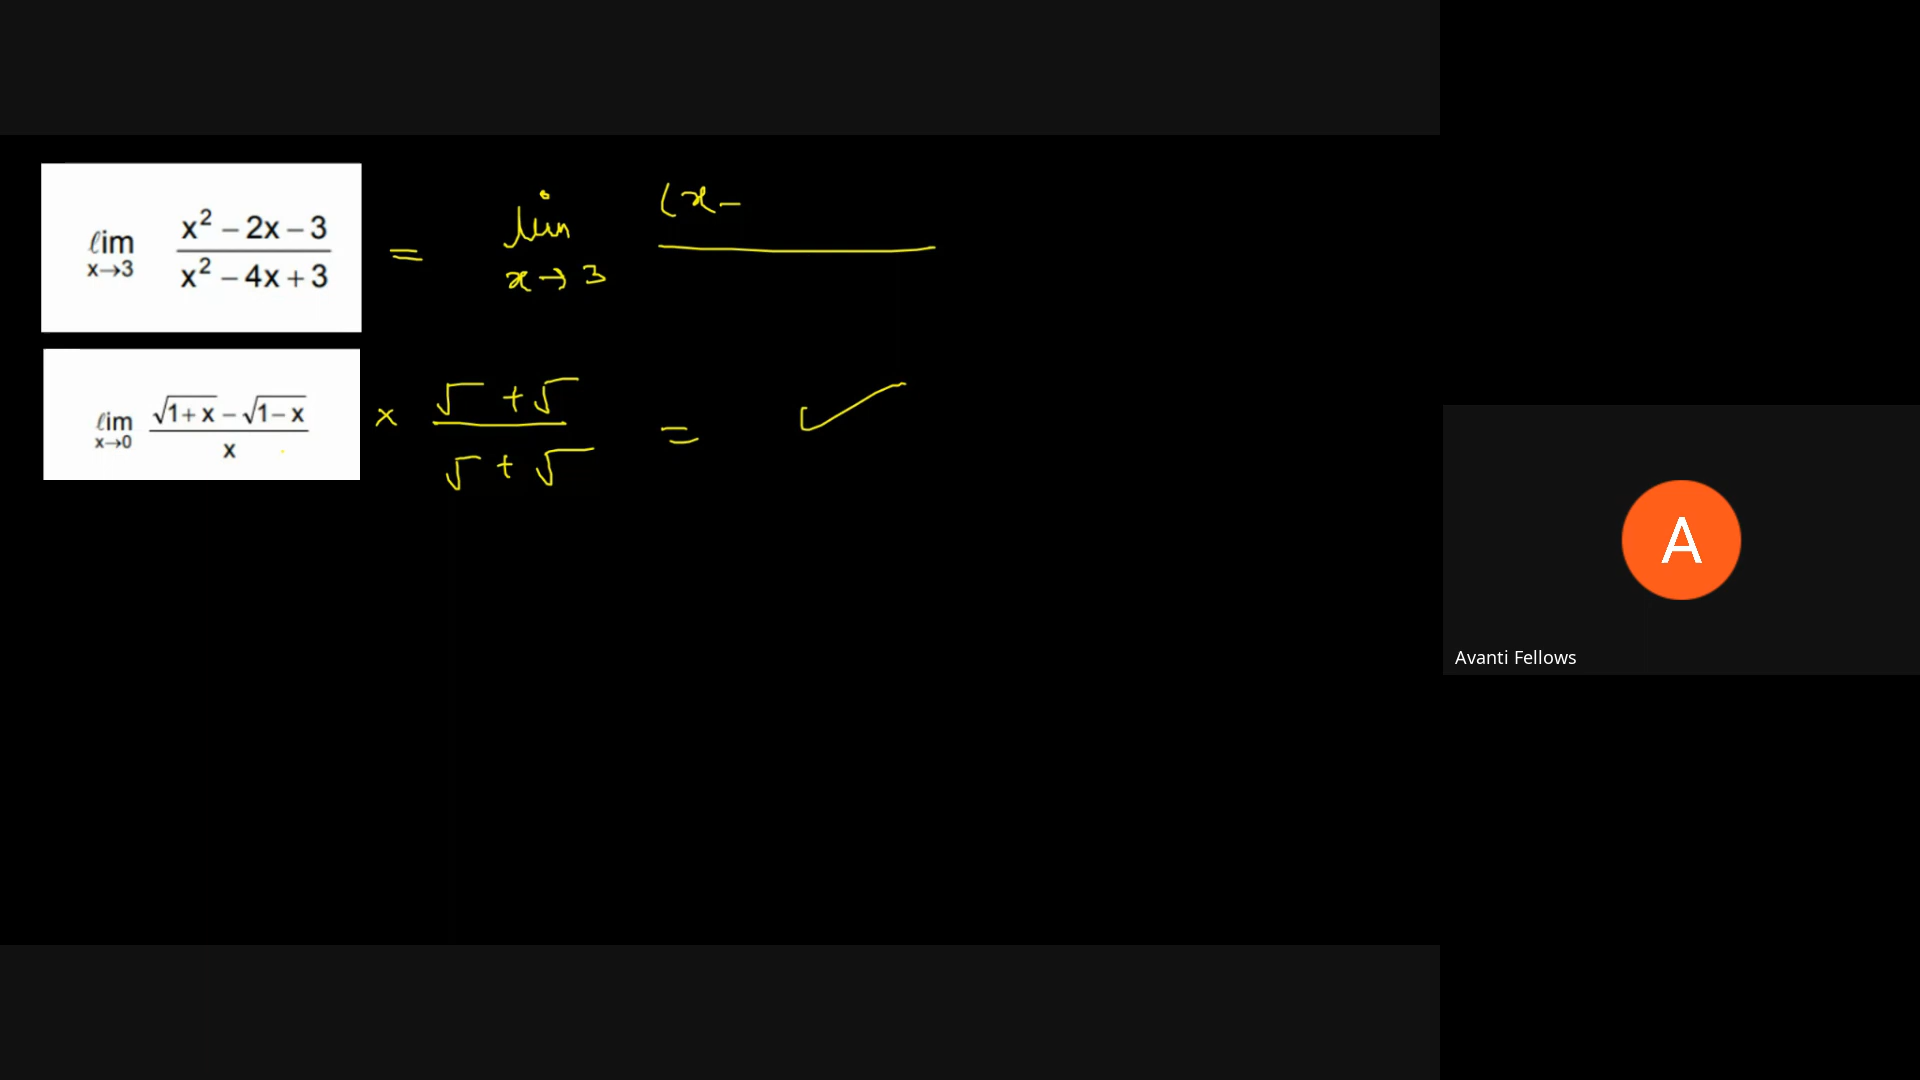 ℓim x→3 x² – 2x – 3 / x² – 4x + 3 = lim x→3 (x –
ℓim x→0 √1+x – √1–x / x × √ + √ / √ + √ = ✓
A
Avanti Fellows